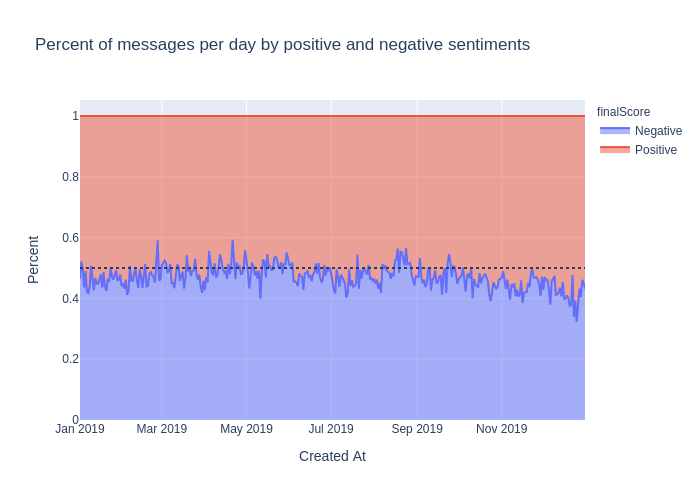 Percent of messages per day by positive and negative sentiments
finalScore
Negative
Positive
Percent
1
0.8
0.6
0.4
0.2
0
Jan 2019
Mar 2019
May 2019
Jul 2019
Sep 2019
Nov 2019
Created At